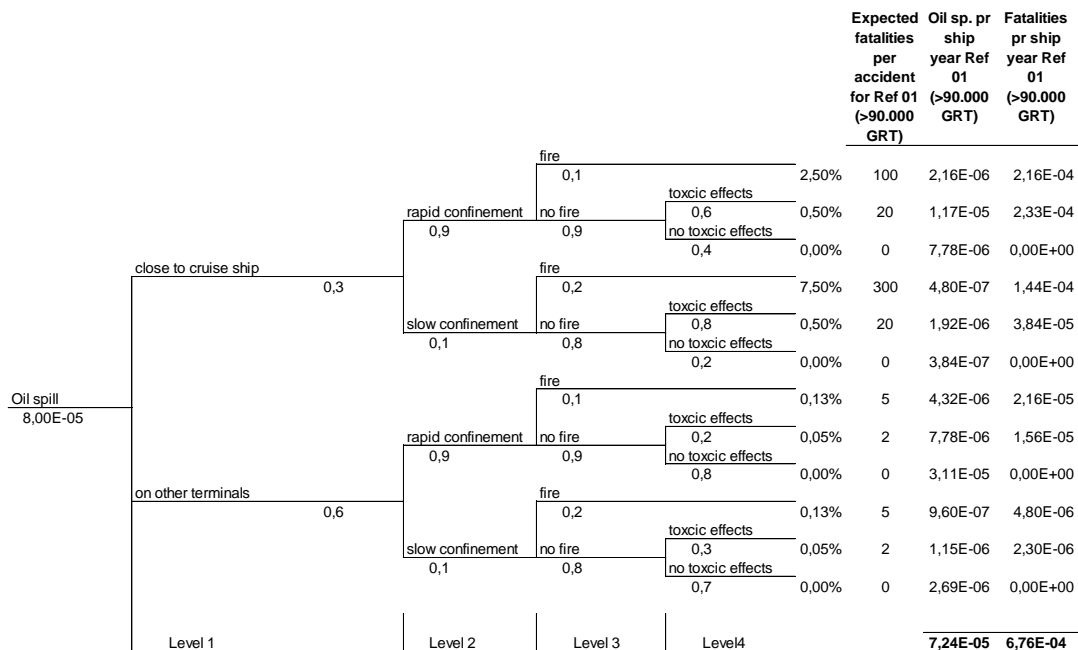 Expected Oil sp. pr Fatalities
fatalities ship pr ship
per year Ref year Ref
accident 01 01
for Ref 01 (>90.000 (>90.000
(>90.000 GRT) GRT)
GRT)
fire
0,1 2,50% 100 2,16E-06 2,16E-04
toxcic effects
rapid confinement no fire 0,6 0,50% 20 1,17E-05 2,33E-04
0,9 0,9 no toxcic effects
0,4 0,00% 0 7,78E-06 0,00E+00
close to cruise ship fire
0,3 0,2 7,50% 300 4,80E-07 1,44E-04
toxcic effects
slow confinement no fire 0,8 0,50% 20 1,92E-06 3,84E-05
0,1 0,8 no toxcic effects
0,2 0,00% 0 3,84E-07 0,00E+00
fire
Oil spill 0,1 0,13% 5 4,32E-06 2,16E-05
8,00E-05 toxcic effects
rapid confinement no fire 0,2 0,05% 2 7,78E-06 1,56E-05
0,9 0,9 no toxcic effects
0,8 0,00% 0 3,11E-05 0,00E+00
on other terminals fire
0,6 0,2 0,13% 5 9,60E-07 4,80E-06
toxcic effects
slow confinement no fire 0,3 0,05% 2 1,15E-06 2,30E-06
0,1 0,8 no toxcic effects
0,7 0,00% 0 2,69E-06 0,00E+00
Level 1 Level 2 Level 3 Level4 7,24E-05 6,76E-04